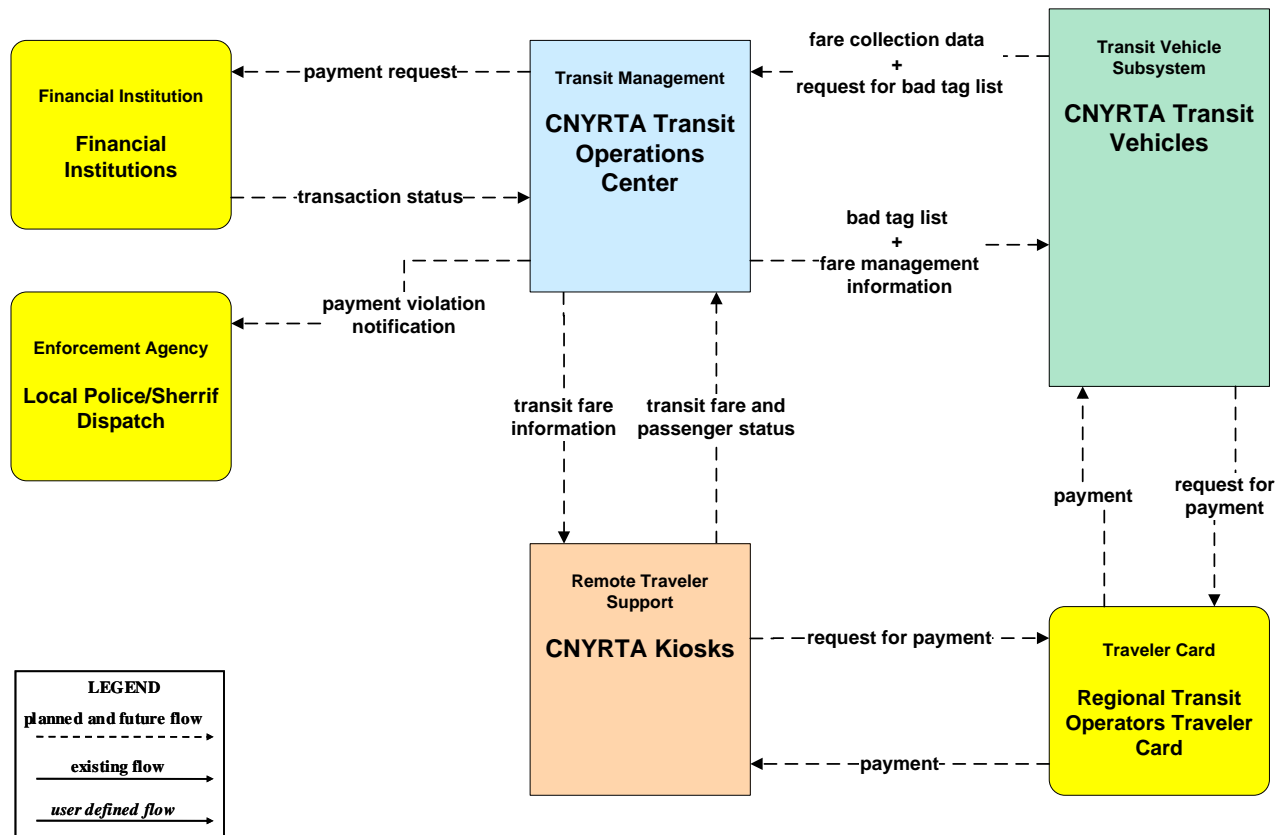 Financial Institution
Financial
Institutions
payment request
transaction status
Transit Management
CNYRTA Transit
Operations
Center
fare collection data
+
request for bad tag list
Transit Vehicle
Subsystem
CNYRTA Transit
Vehicles
bad tag list
+
fare management
information
payment violation
notification
Enforcement Agency
Local Police/Sherrif
Dispatch
transit fare
information
transit fare and
passenger status
payment
request for
payment
Remote Traveler
Support
CNYRTA Kiosks
request for payment
payment
Traveler Card
Regional Transit
Operators Traveler
Card
LEGEND
planned and future flow
existing flow
user defined flow